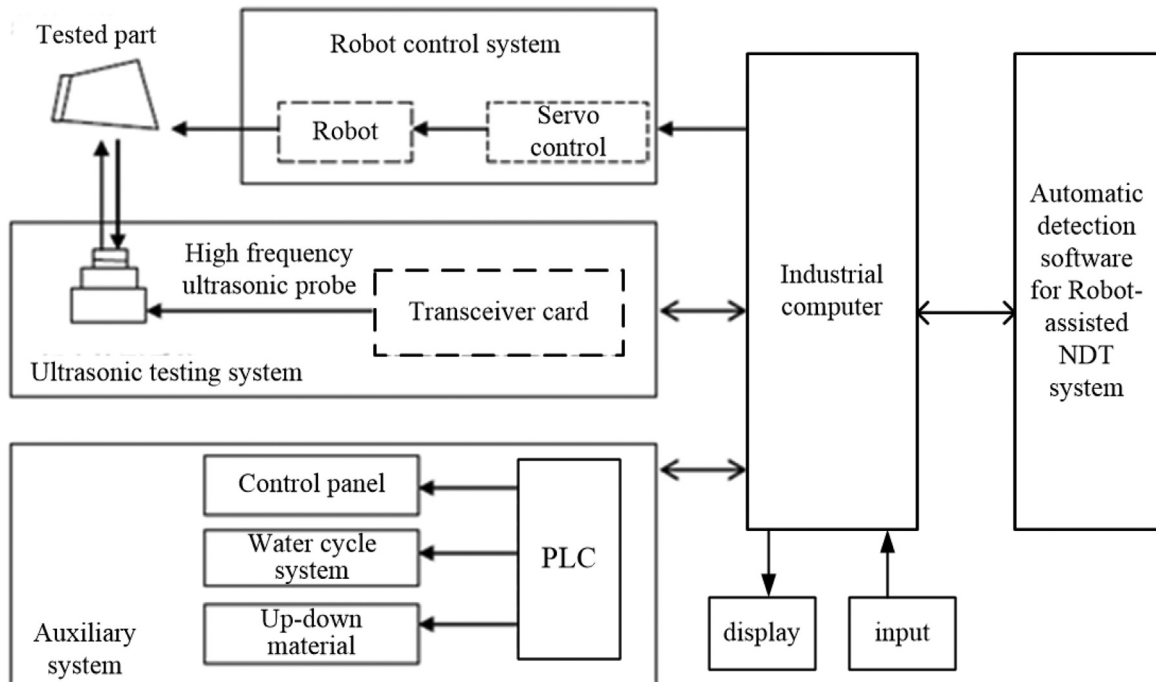 Tested part
Robot control system
Robot
Servo
control
High frequency
ultrasonic probe
Transceiver card
Ultrasonic testing system
Control panel
Water cycle
system
Up-down
material
PLC
Auxiliary
system
Industrial
computer
display
input
Automatic
detection
software
for Robot-
assisted
NDT
system